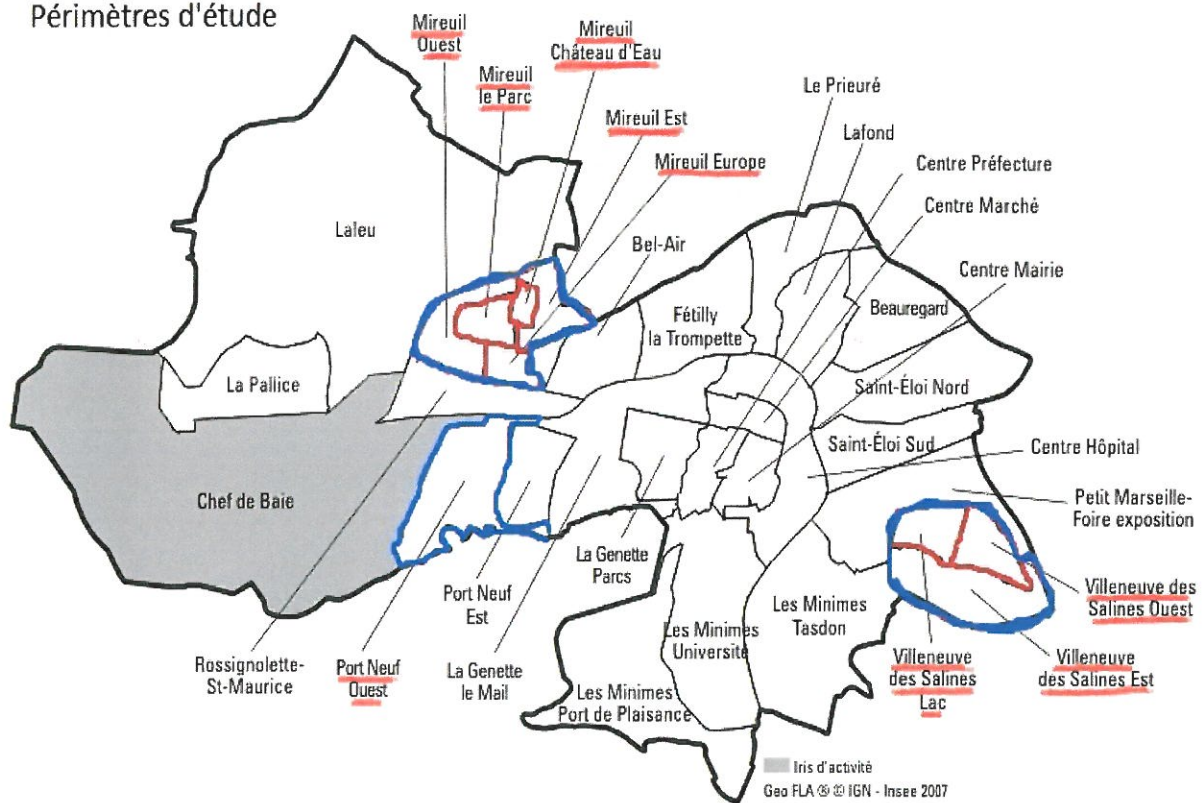 Périmètres d'étude
Mireuil
Ouest
Mireuil
Château d'Eau
Mireuil
le Parc
Mireuil Est
Mireuil Europe
Le Prieuré
Lafond
Centre Préfecture
Centre Marché
Centre Mairie
Laleu
Bel-Air
Fétilly
la Trompette
Beauregard
La Pallice
Saint-Éloi Nord
Saint-Éloi Sud
Centre Hôpital
Chef de Baie
Petit Marseille-
Foire exposition
La Genette
Parcs
Port Neuf
Est
Villeneuve des
Salines Ouest
Les Minimes
Tasdon
Les Minimes
Université
Rossignolette-
St-Maurice
Port Neuf
Ouest
La Genette
le Mail
Villeneuve
des Salines
Lac
Villeneuve
des Salines Est
Les Minimes
Port de Plaisance
Iris d'activité
Geo FLA ® © IGN - Insee 2007